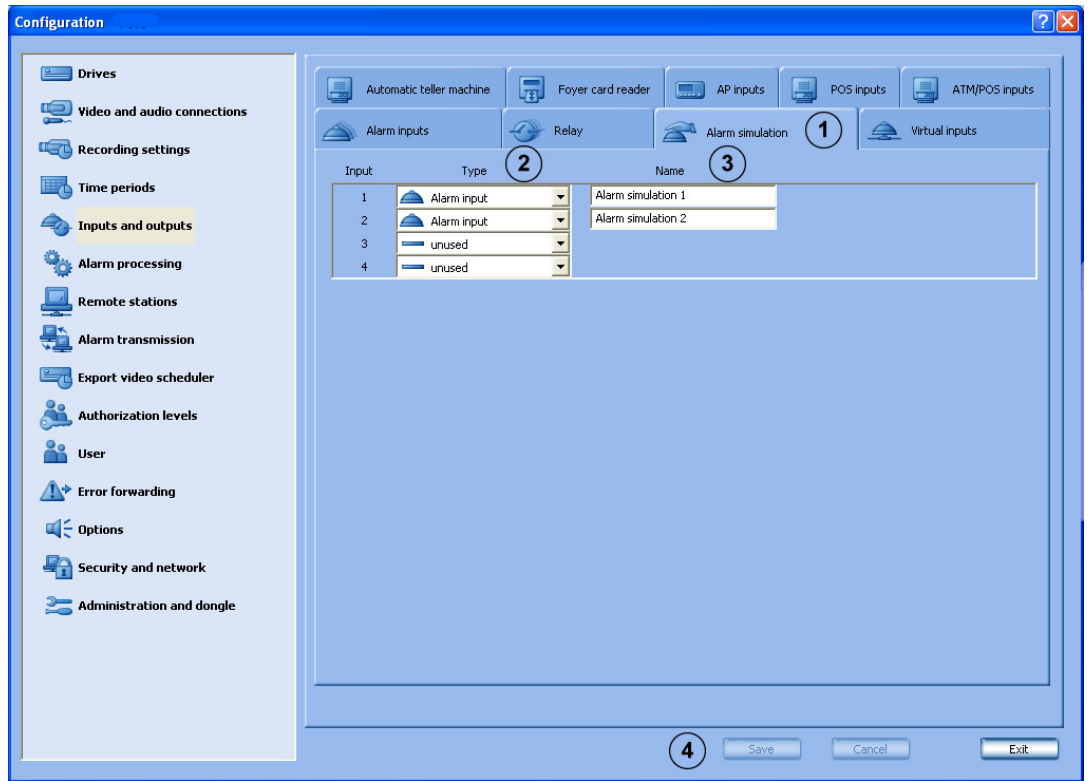 Configuration
Drives
Video and audio connections
Recording settings
Time periods
Inputs and outputs
Alarm processing
Remote stations
Alarm transmission
Export video scheduler
Authorization levels
User
Error forwarding
Options
Security and network
Administration and dongle
Automatic teller machine Foyer card reader AP inputs POS inputs ATM/POS inputs
Alarm inputs Relay Alarm simulation 1 Virtual inputs
Input Type 2 Name 3
1 Alarm input Alarm simulation 1
2 Alarm input Alarm simulation 2
3 unused
4 unused
4 Save Cancel Exit